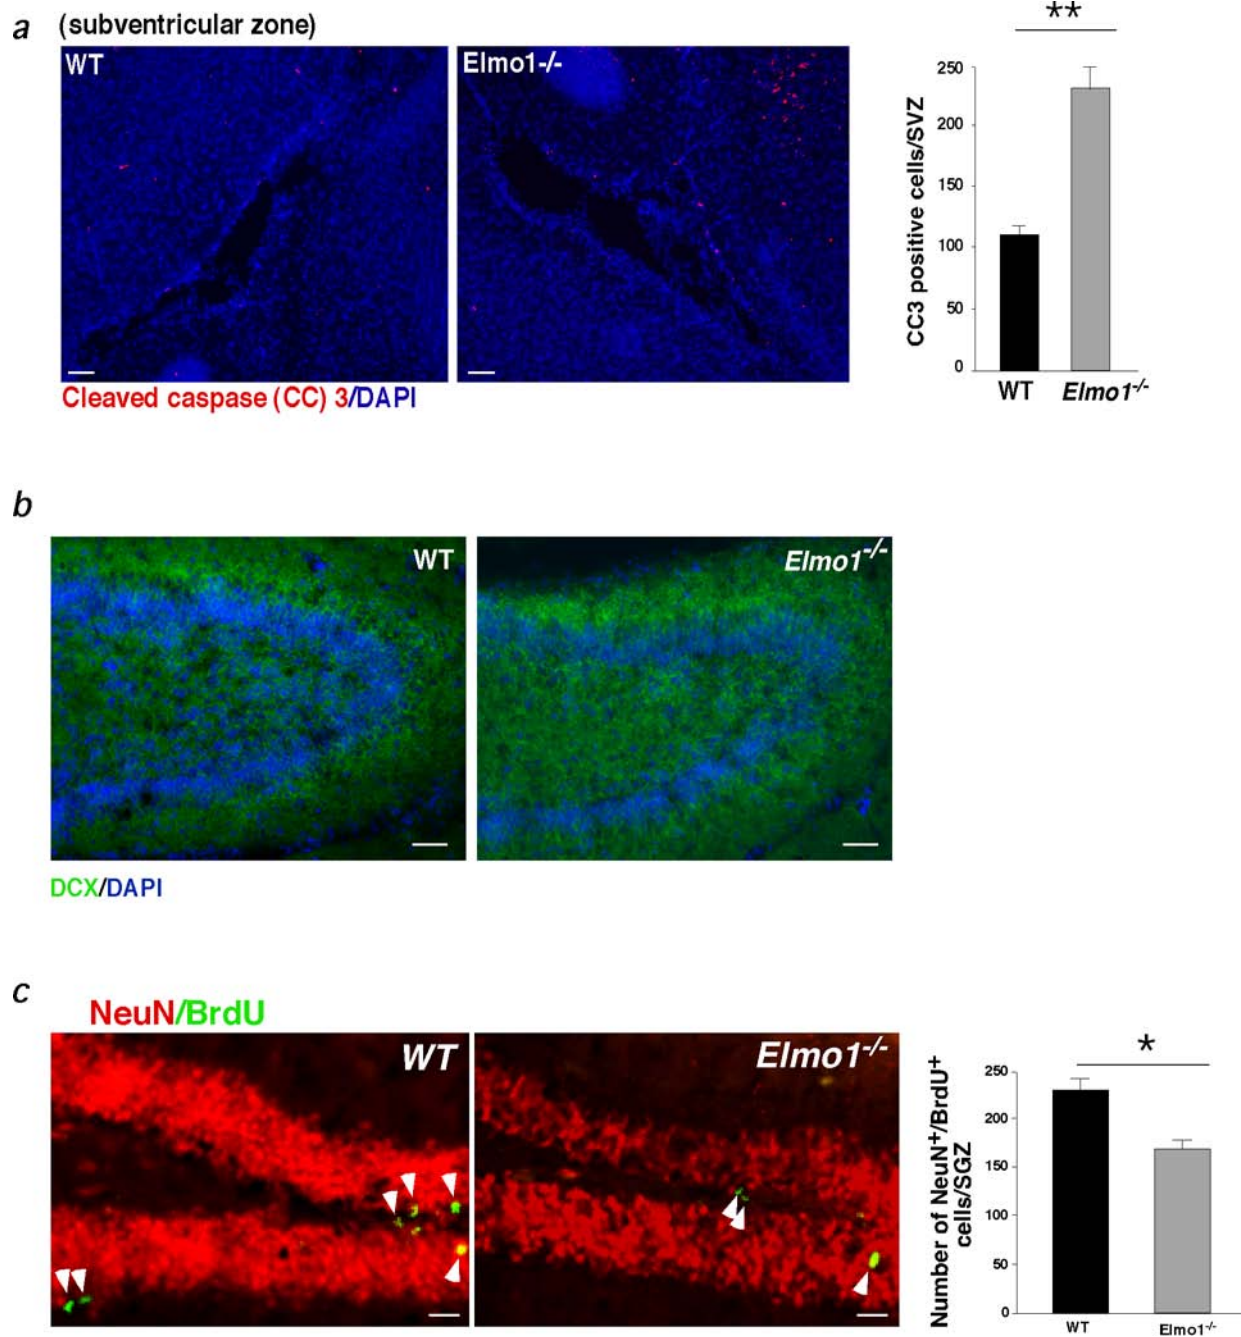 a (subventricular zone)
WT
Elmo1-/-
Cleaved caspase (CC) 3/DAPI
**
CC3 positive cells/SVZ
250
200
150
100
50
0
WT
Elmo1-/-
b
WT
Elmo1-/-
DCX/DAPI
c
NeuN/BrdU
WT
Elmo1-/-
*
Number of NeuN+/BrdU+
cells/SGZ
250
200
150
100
50
0
WT
Elmo1-/-